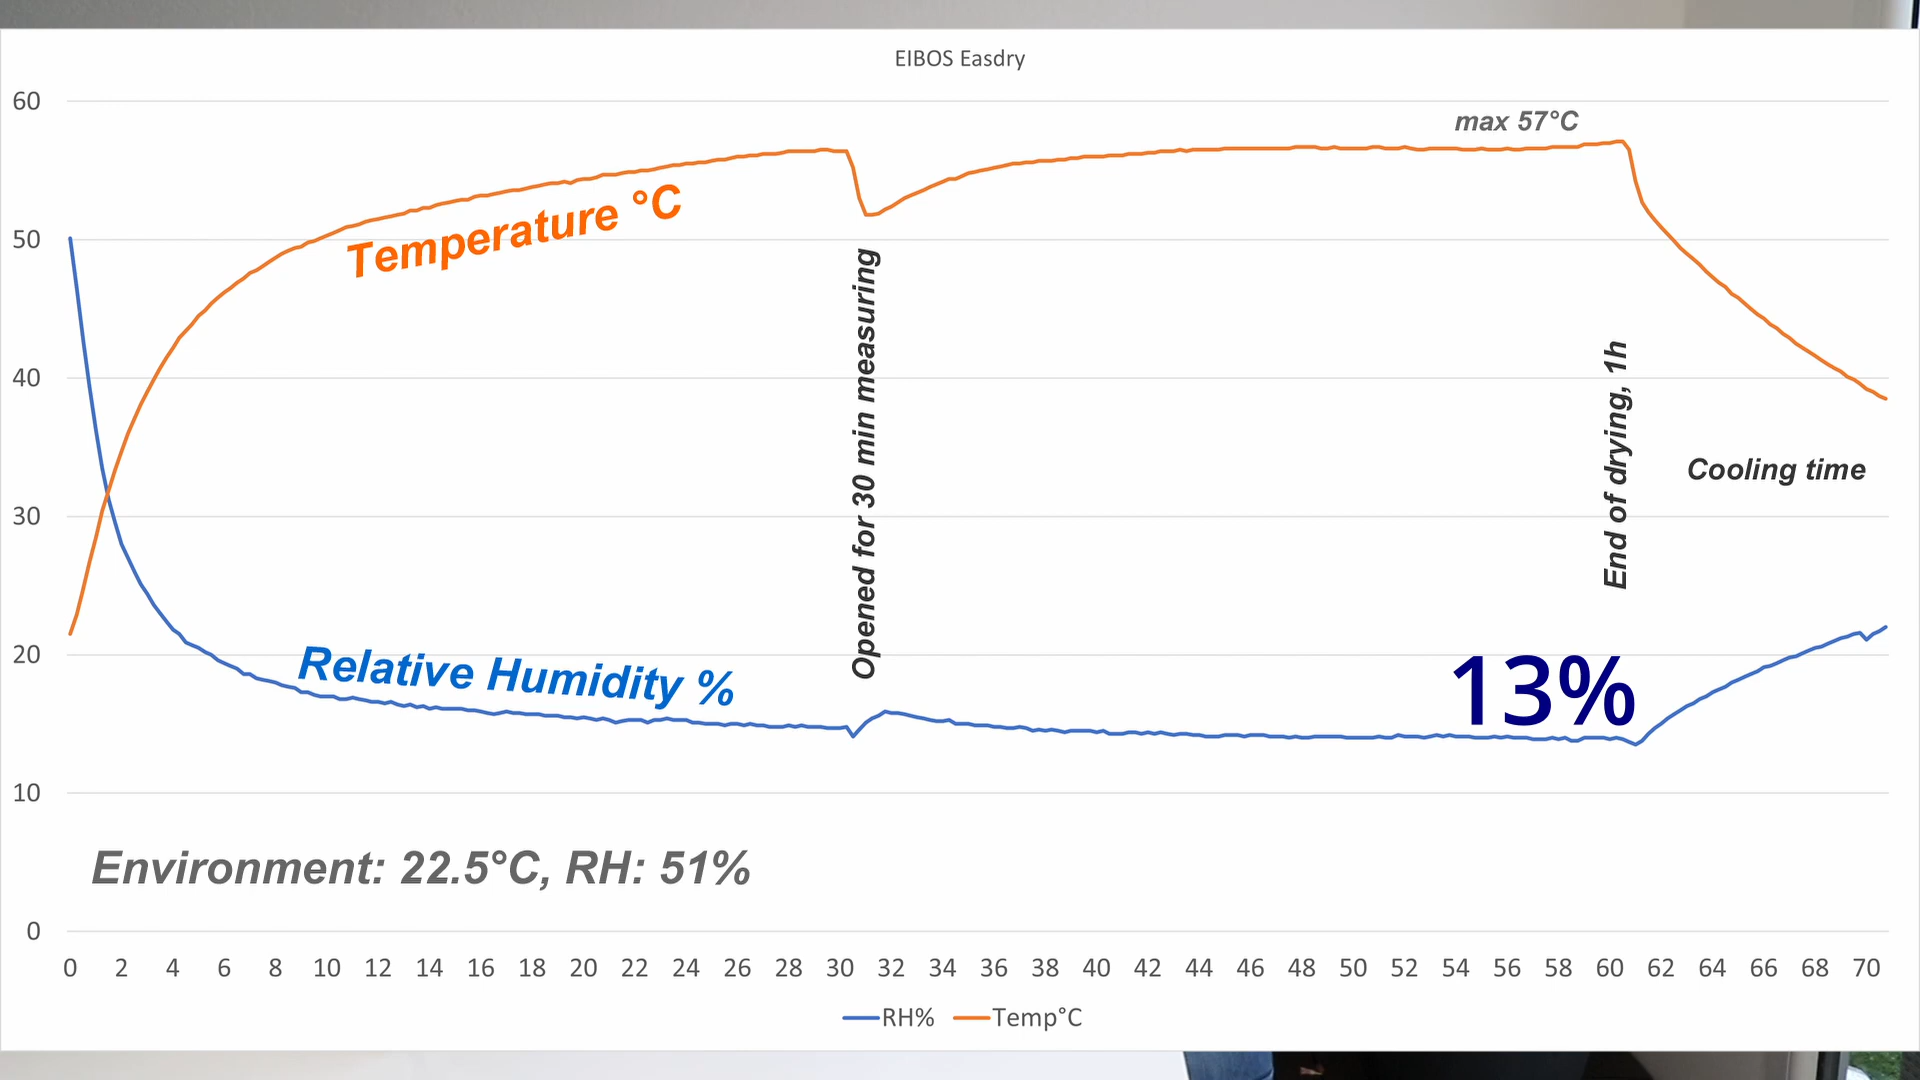 EIBOS Easdry
60
max 57°C
Temperature °C
50
Opened for 30 min measuring
End of drying, 1h
40
Cooling time
30
20
Relative Humidity %
13%
10
Environment: 22.5°C, RH: 51%
0
0 2 4 6 8 10 12 14 16 18 20 22 24 26 28 30 32 34 36 38 40 42 44 46 48 50 52 54 56 58 60 62 64 66 68 70
RH% Temp°C